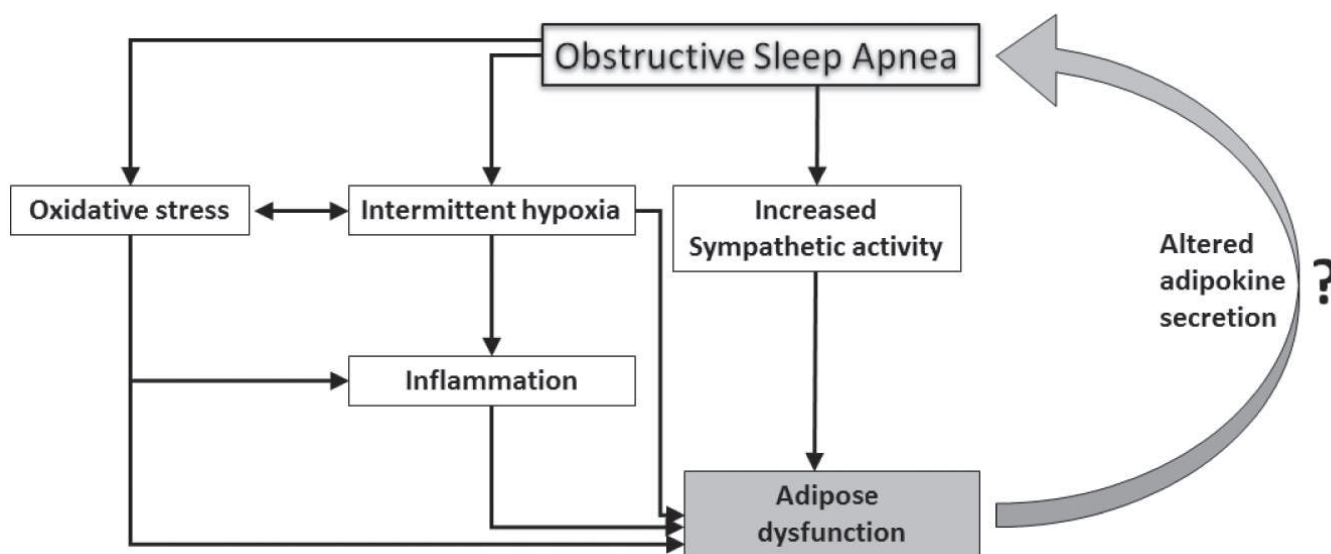 Obstructive Sleep Apnea
Oxidative stress
Intermittent hypoxia
Increased
Sympathetic activity
Altered
adipokine
secretion
?
Inflammation
Adipose
dysfunction